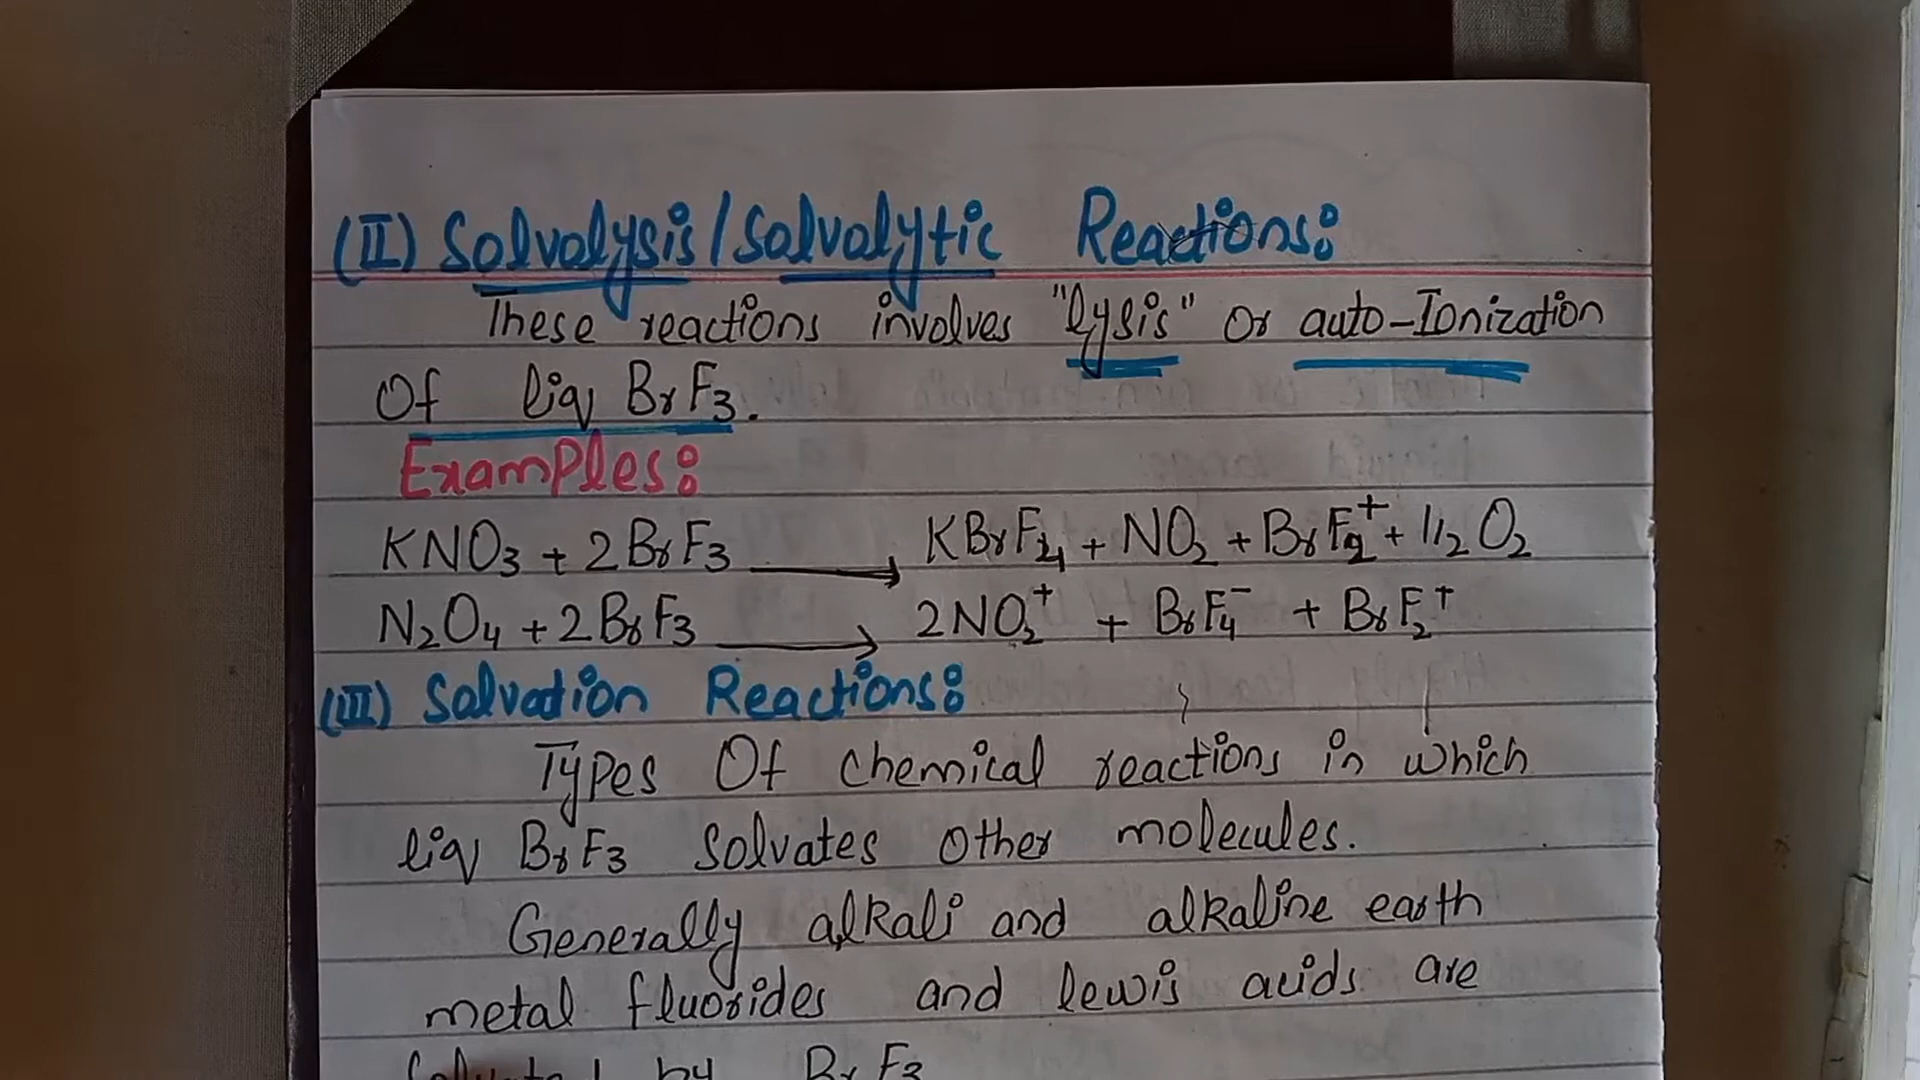 (II) Solvolysis/Solvolytic Reactions:
These reactions involves "lysis" or auto-Ionization
Of liq BrF₃.
Examples:
KNO₃ + 2BrF₃ → KBrF₄ + NO₂ + BrF₂⁺ + 1/2 O₂
N₂O₄ + 2BrF₃ → 2NO₂⁺ + BrF₄⁻ + BrF₂⁺
(III) Solvation Reactions:
Types Of chemical reactions in which
liq BrF₃ Solvates other molecules.
Generally alkali and alkaline earth
metal fluorides and lewis acids are
by BrF₃